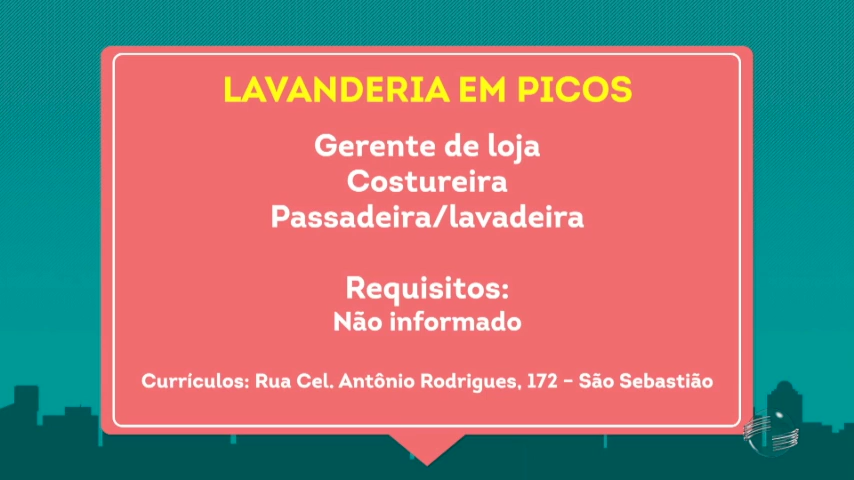 LAVANDERIA EM PICOS
Gerente de loja
Costureira
Passadeira/lavadeira
Requisitos:
Não informado
Currículos: Rua Cel. Antônio Rodrigues, 172 - São Sebastião